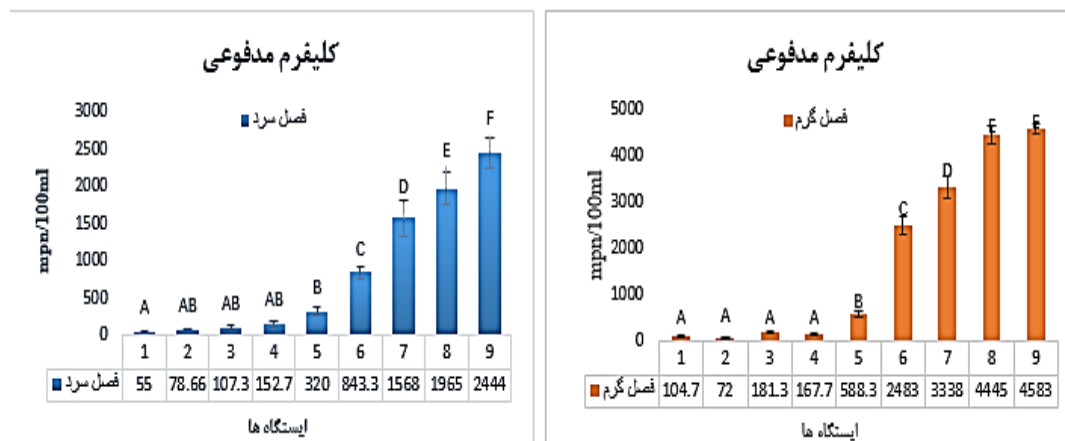 کلیفرم مدفوعی
فصل سرد
mpn/100ml
3000
2500
2000
1500
1000
500
0
A AB AB AB B C D E F
1 2 3 4 5 6 7 8 9
فصل سرد 55 78.66 107.3 152.7 320 843.3 1568 1965 2444
ایستگاه ها
کلیفرم مدفوعی
فصل گرم
mpn/100ml
5000
4000
3000
2000
1000
0
A A A A B C D E E
1 2 3 4 5 6 7 8 9
فصل گرم 104.7 72 181.3 167.7 588.3 2483 3338 4445 4583
ایستگاه ها